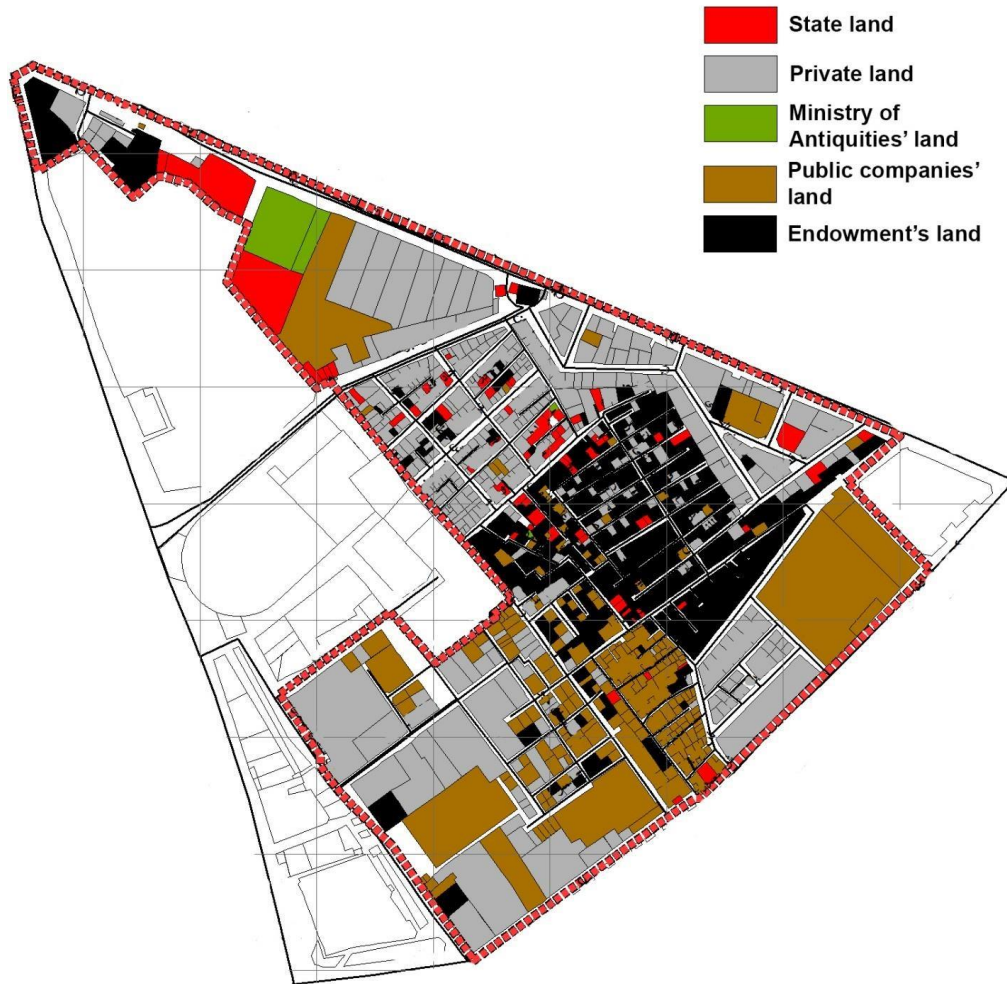 State land
Private land
Ministry of
Antiquities' land
Public companies'
land
Endowment's land